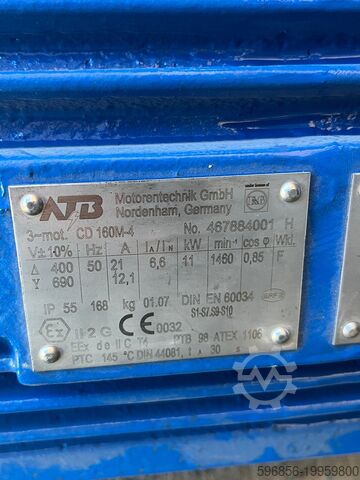 ATB Motorentechnik GmbH
Nordenham, Germany
3-mot. CD 160M-4 No. 467884001 H
V±10% Hz A IA/IN kW min-1 cos φ Wkl.
Δ 400 50 21 6,6 11 1460 0,85 F
Y 690 12,1
IP 55 168 kg 01.07 DIN EN 60034
S1-S7,S9-S10
Ex II 2 G CE 0032
EEx de II C T4 PTB 98 ATEX 1106
PTC 145 °C DIN 44081, tA 30 s
596856-19959800